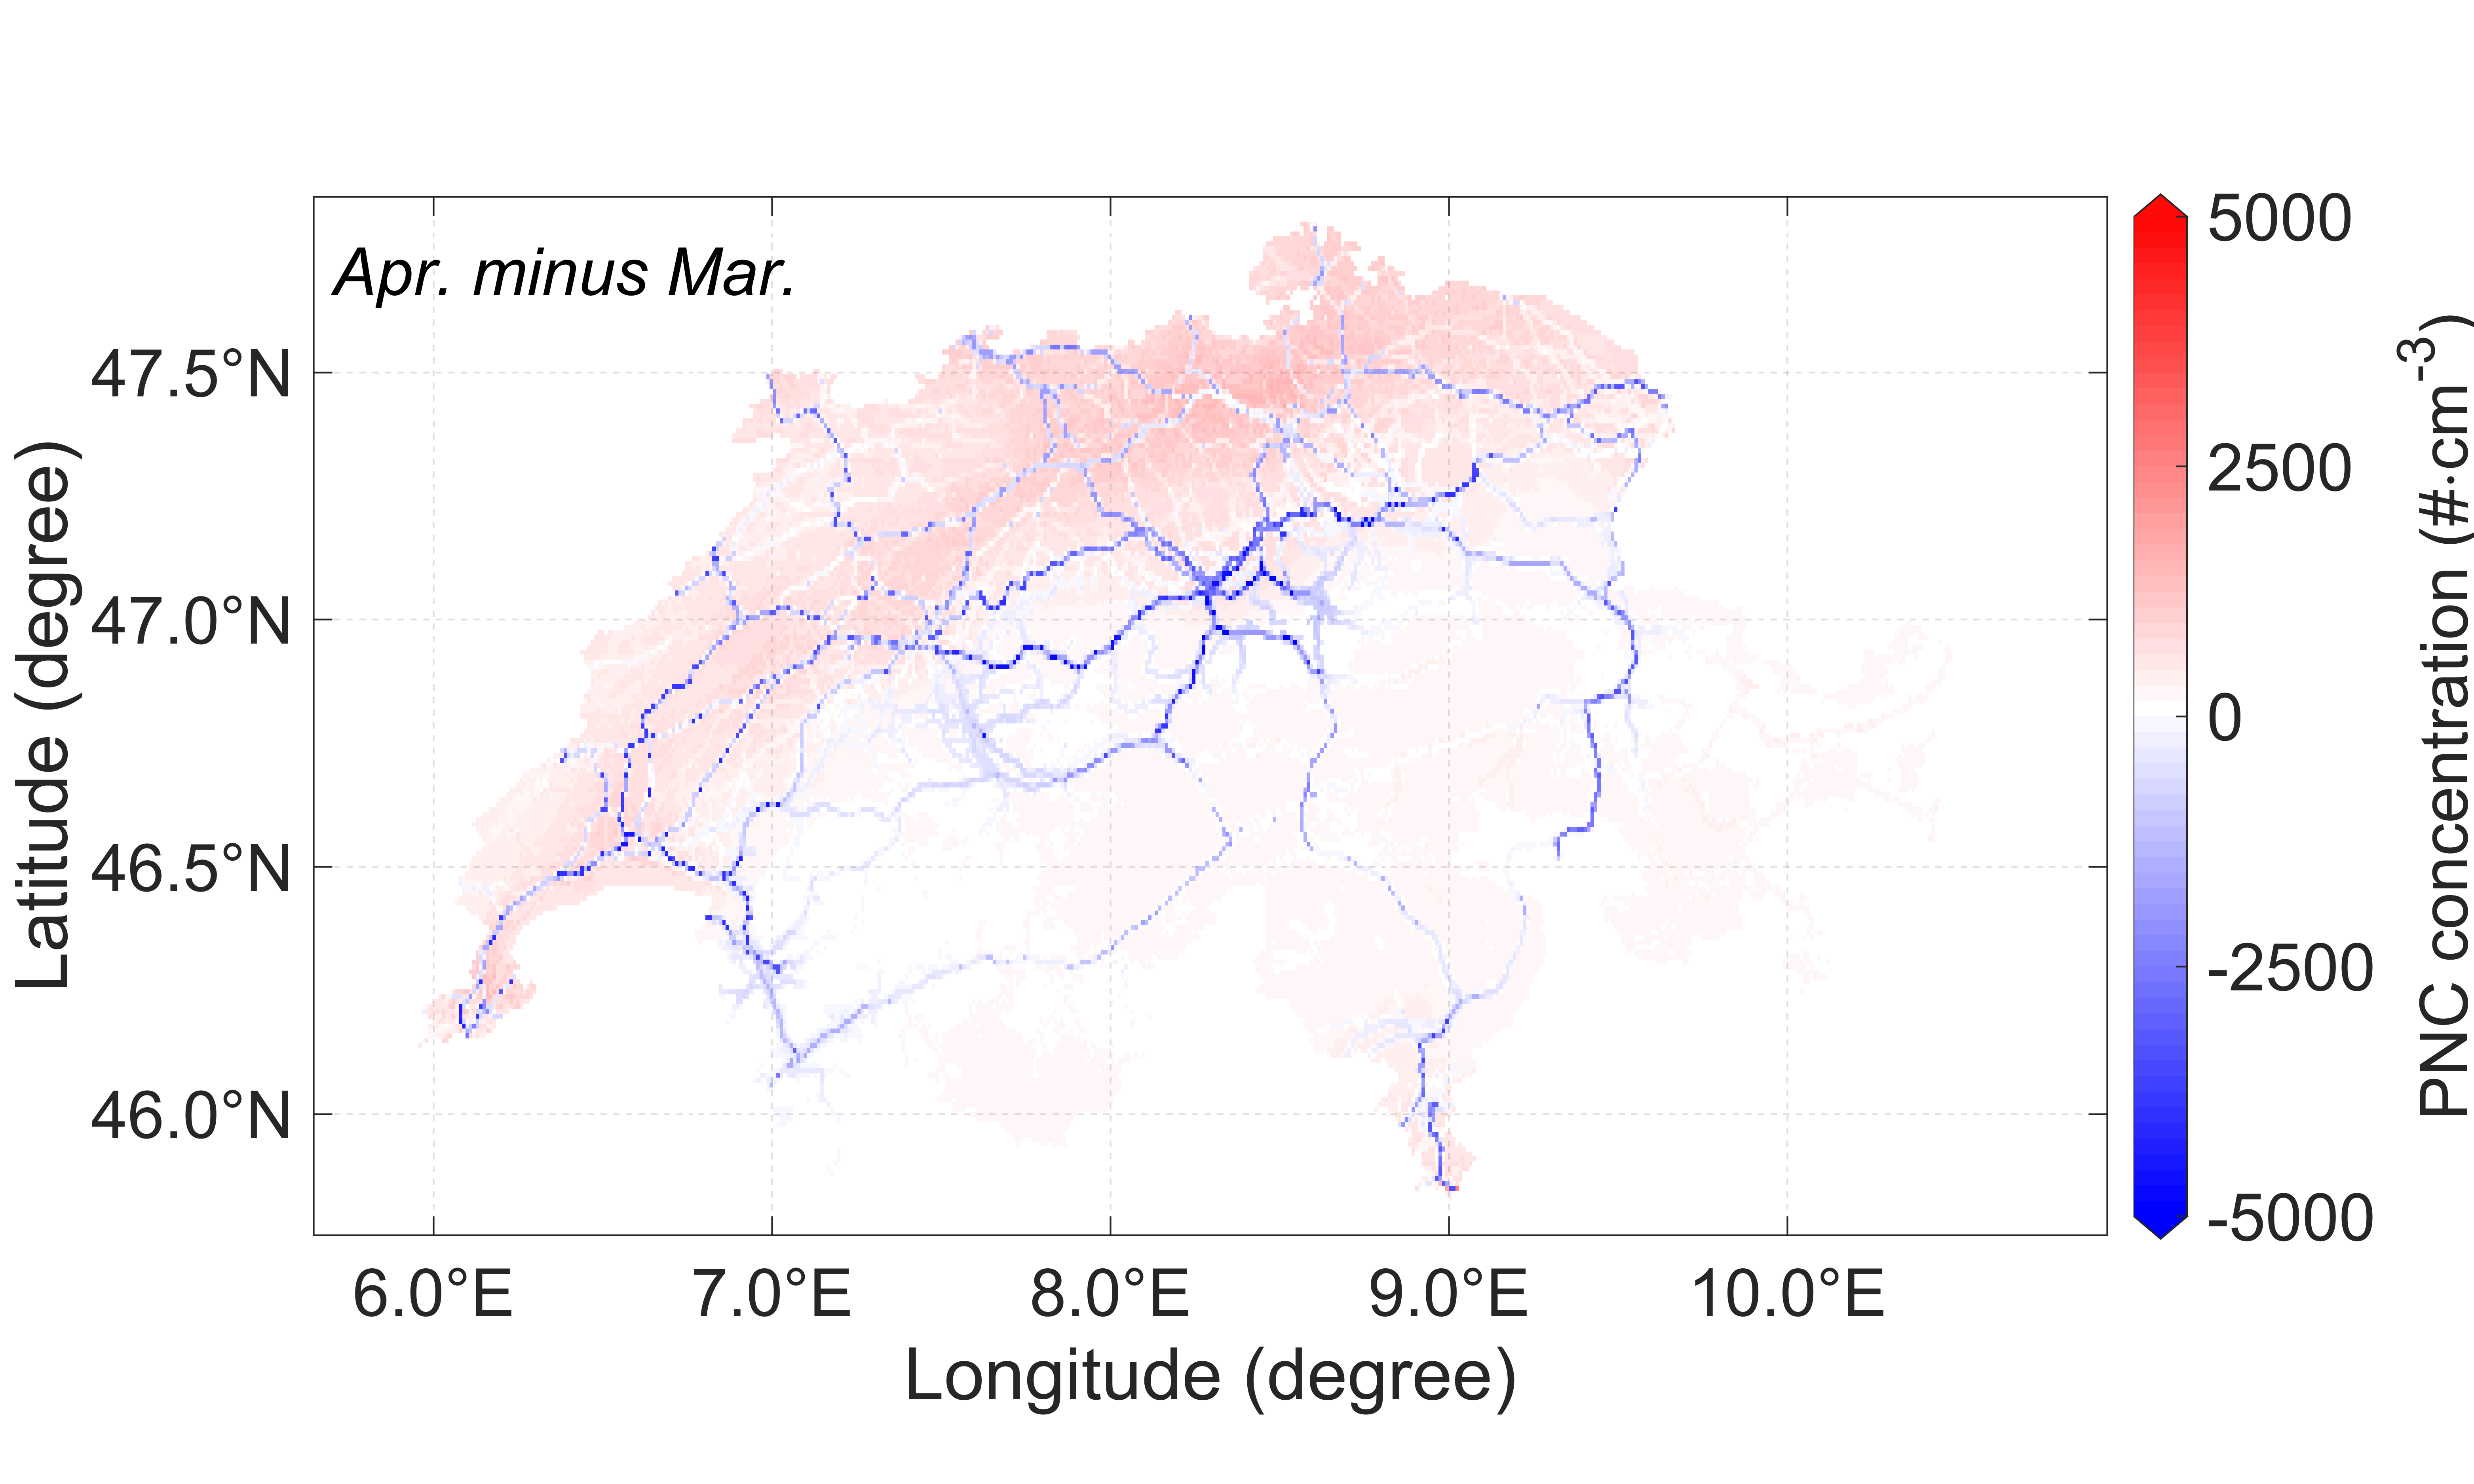 Apr. minus Mar.
47.5°N
47.0°N
46.5°N
46.0°N
Latitude (degree)
6.0°E
7.0°E
8.0°E
9.0°E
10.0°E
Longitude (degree)
5000
2500
0
-2500
-5000
PNC concentration (#·cm⁻³)